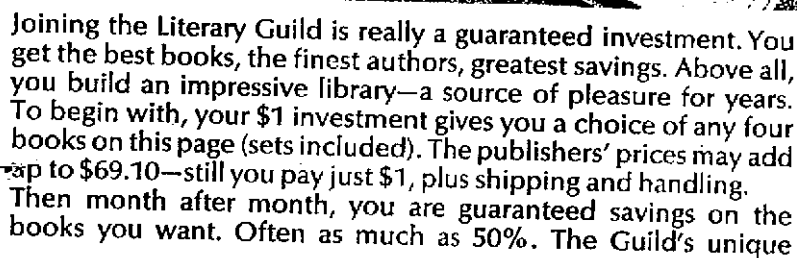 Joining the Literary Guild is really a guaranteed investment. You
get the best books, the finest authors, greatest savings. Above all,
you build an impressive library—a source of pleasure for years.
To begin with, your $1 investment gives you a choice of any four
books on this page (sets included). The publishers' prices may add
up to $69.10—still you pay just $1, plus shipping and handling.
Then month after month, you are guaranteed savings on the
books you want. Often as much as 50%. The Guild's unique